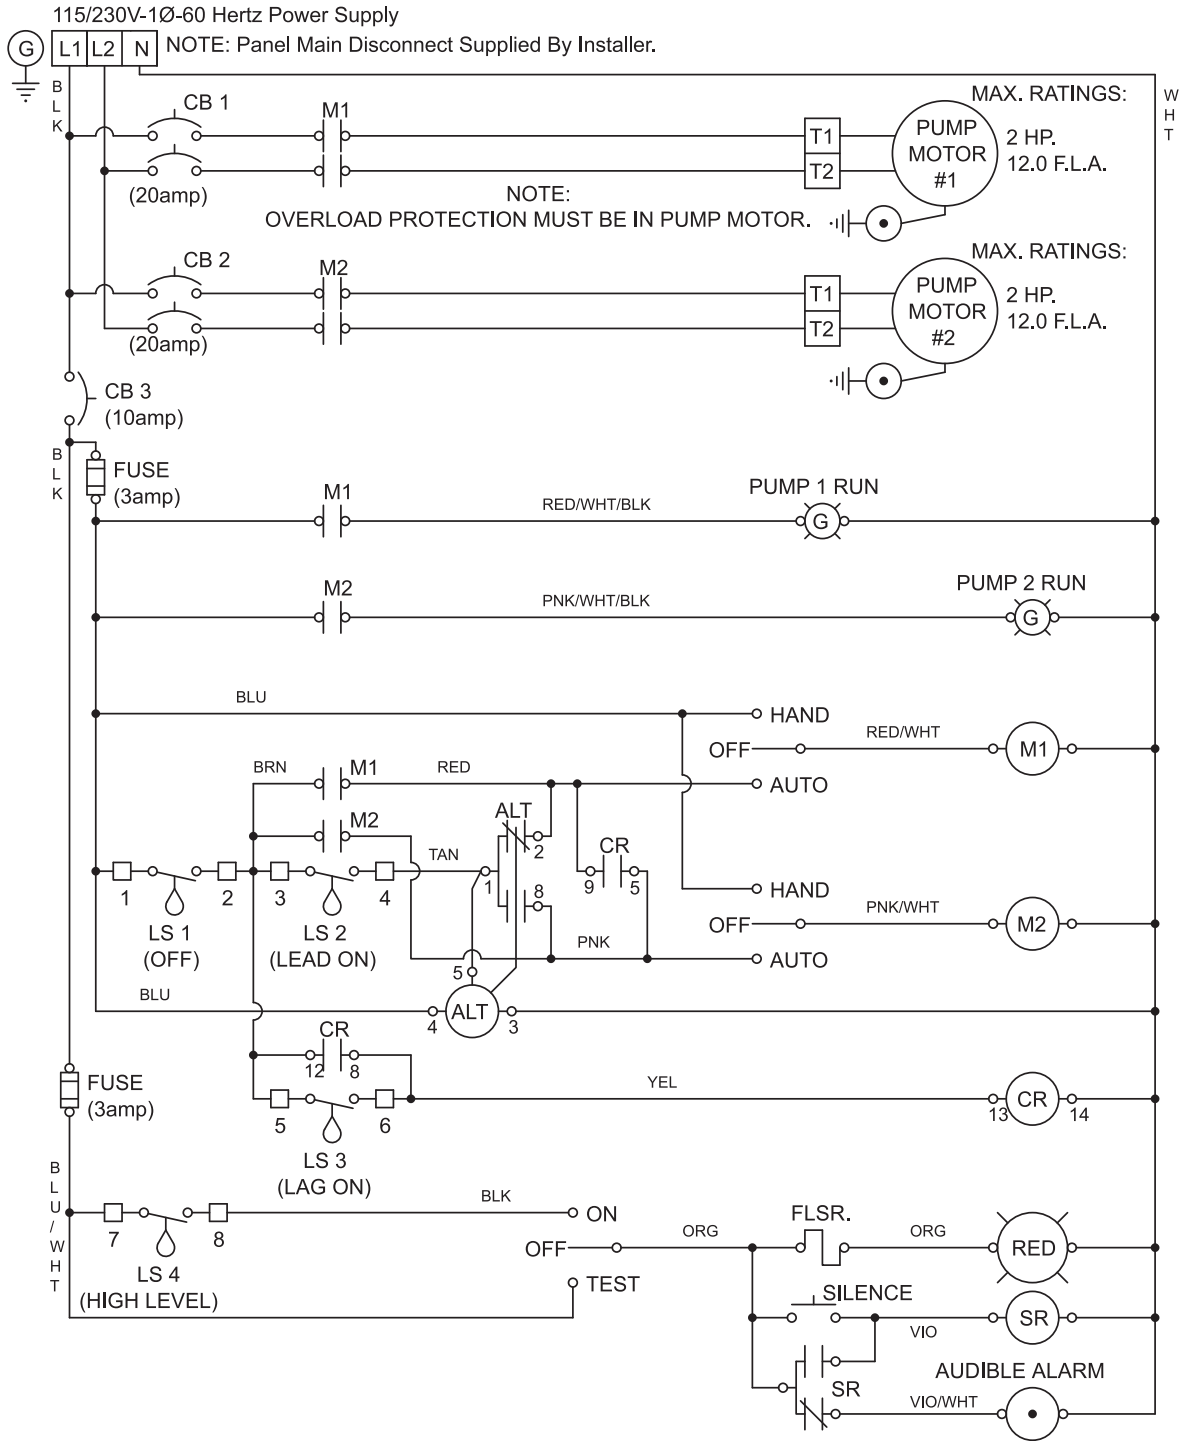 115/230V-1Ø-60 Hertz Power Supply
G L1 L2 N NOTE: Panel Main Disconnect Supplied By Installer.
BLK
WHT
CB 1
(20amp)
M1
T1
T2
PUMP
MOTOR
#1
MAX. RATINGS:
2 HP.
12.0 F.L.A.
NOTE:
OVERLOAD PROTECTION MUST BE IN PUMP MOTOR.
CB 2
(20amp)
M2
T1
T2
PUMP
MOTOR
#2
MAX. RATINGS:
2 HP.
12.0 F.L.A.
CB 3
(10amp)
BLK
FUSE
(3amp)
M1
RED/WHT/BLK
PUMP 1 RUN
G
M2
PNK/WHT/BLK
PUMP 2 RUN
G
BLU
HAND
OFF
RED/WHT
M1
AUTO
BRN
M1
RED
M2
ALT
2
TAN
1
8
CR
9 5
1 2 3 4
LS 1
(OFF)
LS 2
(LEAD ON)
HAND
OFF
PNK/WHT
M2
AUTO
PNK
5
BLU
4
ALT
3
CR
12 8
FUSE
(3amp)
5 6
LS 3
(LAG ON)
YEL
13
CR
14
BLU/WHT
7 8
LS 4
(HIGH LEVEL)
BLK
ON
OFF
TEST
ORG
FLSR.
ORG
RED
SILENCE
VIO
SR
SR
AUDIBLE ALARM
VIO/WHT